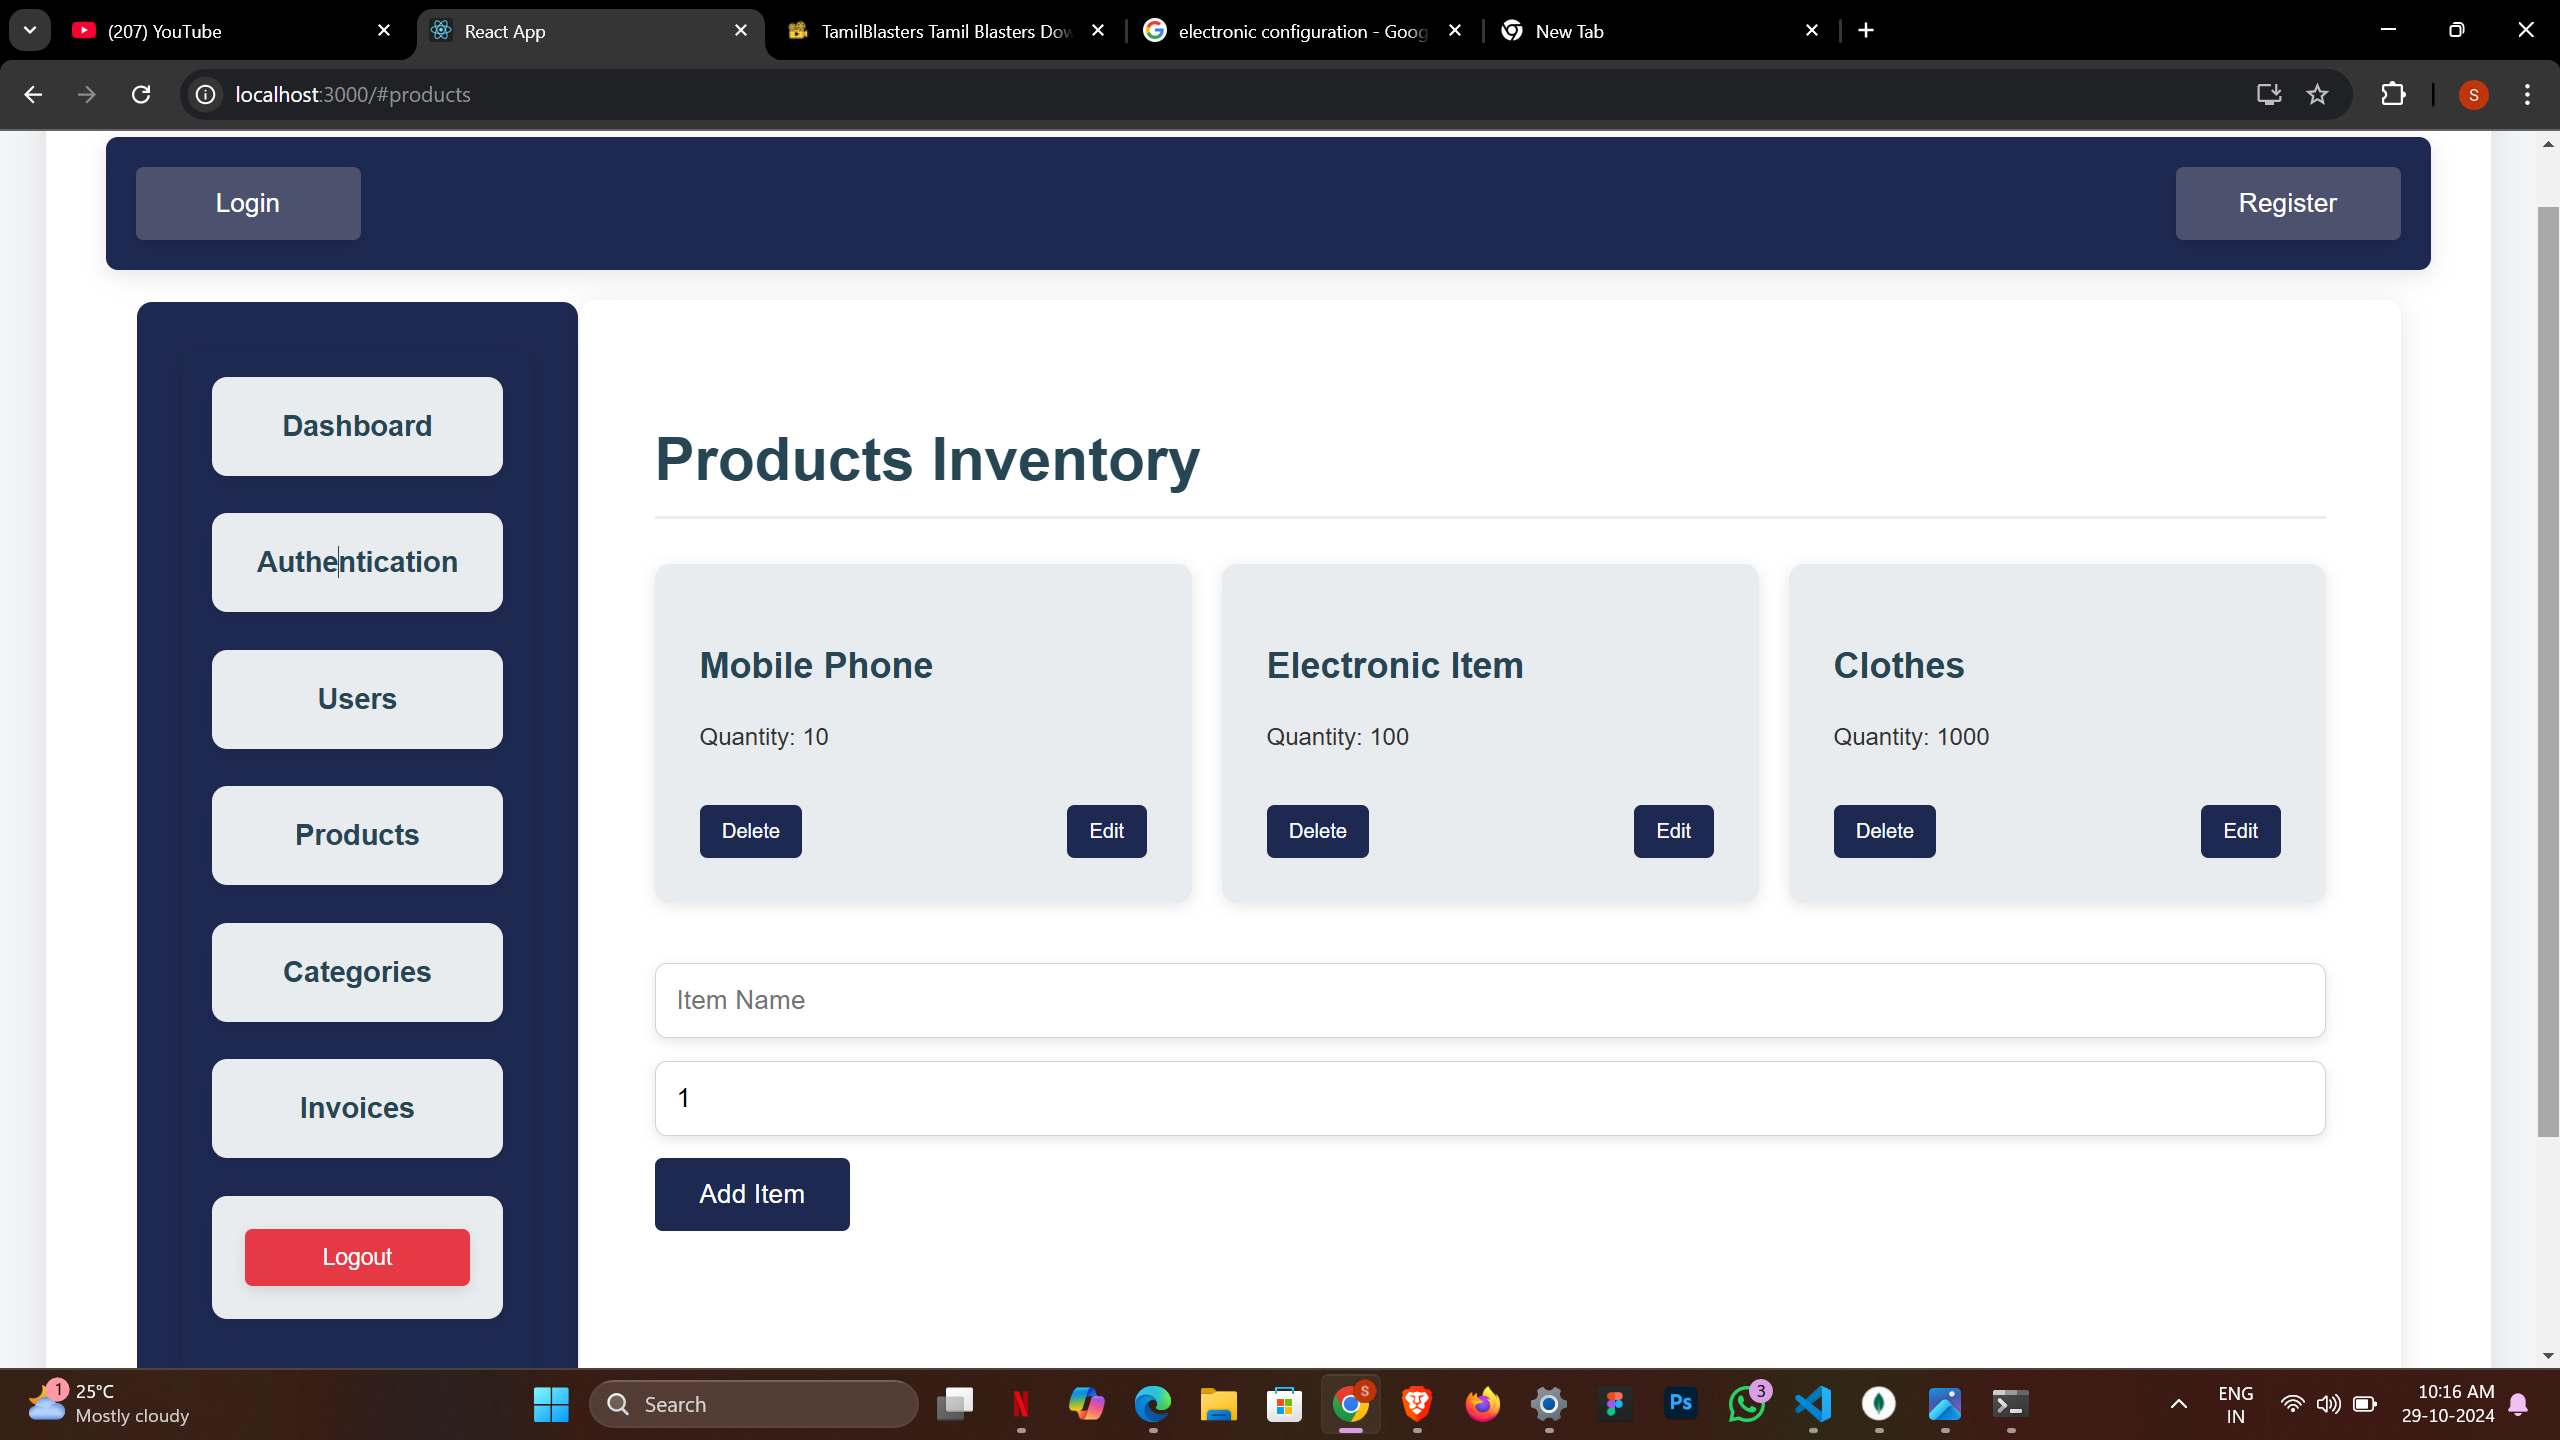 (207) YouTube
React App
TamilBlasters Tamil Blasters Dow
electronic configuration - Goog
New Tab
localhost:3000/#products
S
Login
Register
Dashboard
Authentication
Users
Products
Categories
Invoices
Logout
Products Inventory
Mobile Phone
Quantity: 10
Delete
Edit
Electronic Item
Quantity: 100
Delete
Edit
Clothes
Quantity: 1000
Delete
Edit
Item Name
1
Add Item
1
25°C
Mostly cloudy
Search
N
S
Ps
3
ENG
IN
10:16 AM
29-10-2024